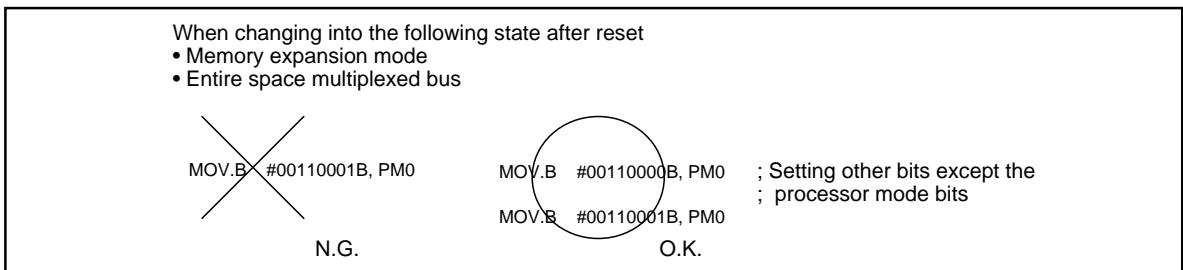 When changing into the following state after reset
• Memory expansion mode
• Entire space multiplexed bus
MOV.B #00110001B, PM0
MOV.B #00110000B, PM0 ; Setting other bits except the
; processor mode bits
MOV.B #00110001B, PM0
N.G.
O.K.